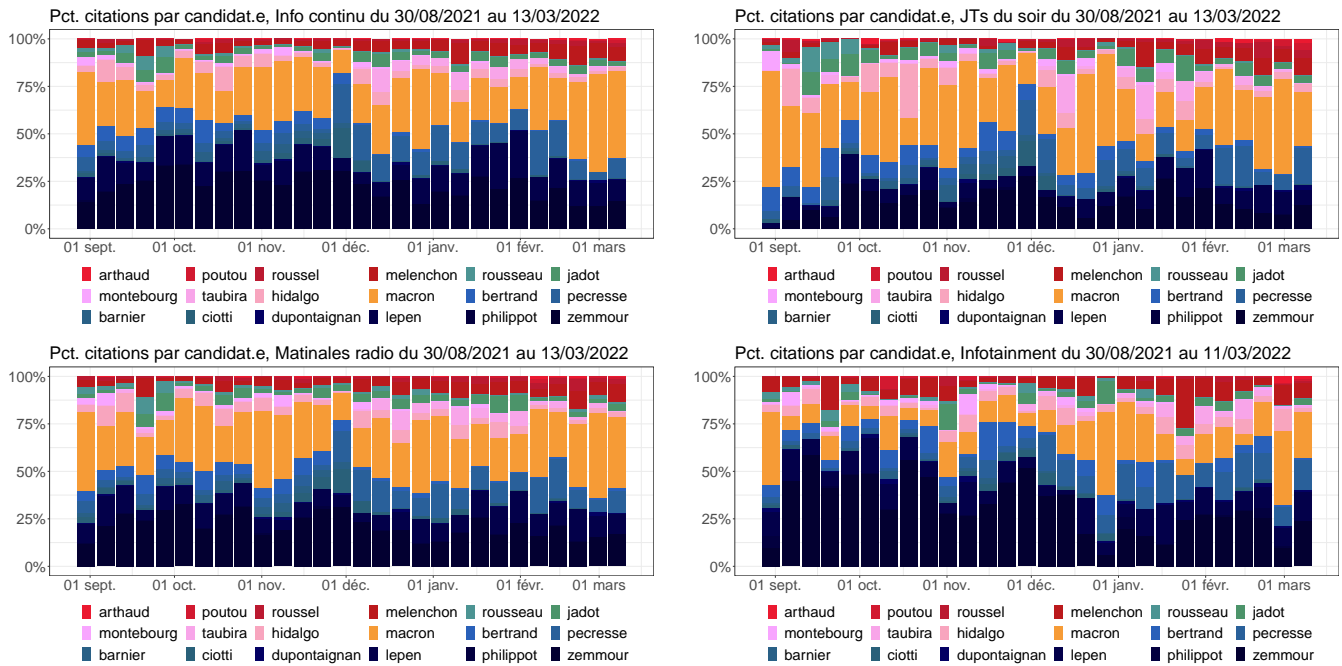 Pct. citations par candidat.e, Info continu du 30/08/2021 au 13/03/2022
100%
75%
50%
25%
0%
01 sept. 01 oct. 01 nov. 01 déc. 01 janv. 01 févr. 01 mars
arthaud poutou roussel melenchon rousseau jadot
montebourg taubira hidalgo macron bertrand pecresse
barnier ciotti dupontaignan lepen philippot zemmour
Pct. citations par candidat.e, JTs du soir du 30/08/2021 au 13/03/2022
100%
75%
50%
25%
0%
01 sept. 01 oct. 01 nov. 01 déc. 01 janv. 01 févr. 01 mars
arthaud poutou roussel melenchon rousseau jadot
montebourg taubira hidalgo macron bertrand pecresse
barnier ciotti dupontaignan lepen philippot zemmour
Pct. citations par candidat.e, Matinales radio du 30/08/2021 au 13/03/2022
100%
75%
50%
25%
0%
01 sept. 01 oct. 01 nov. 01 déc. 01 janv. 01 févr. 01 mars
arthaud poutou roussel melenchon rousseau jadot
montebourg taubira hidalgo macron bertrand pecresse
barnier ciotti dupontaignan lepen philippot zemmour
Pct. citations par candidat.e, Infotainment du 30/08/2021 au 11/03/2022
100%
75%
50%
25%
0%
01 sept. 01 oct. 01 nov. 01 déc. 01 janv. 01 févr. 01 mars
arthaud poutou roussel melenchon rousseau jadot
montebourg taubira hidalgo macron bertrand pecresse
barnier ciotti dupontaignan lepen philippot zemmour